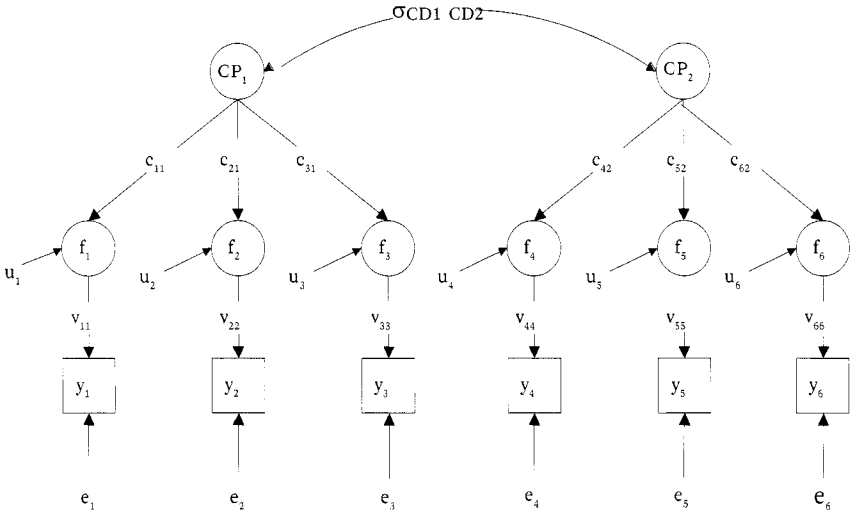 σCD1 CD2
CP₁ CP₂
c₁₁ c₂₁ c₃₁ c₄₂ c₅₂ c₆₂
f₁ f₂ f₃ f₄ f₅ f₆
u₁ u₂ u₃ u₄ u₅ u₆
v₁₁ v₂₂ v₃₃ v₄₄ v₅₅ v₆₆
y₁ y₂ y₃ y₄ y₅ y₆
e₁ e₂ e₃ e₄ e₅ e₆